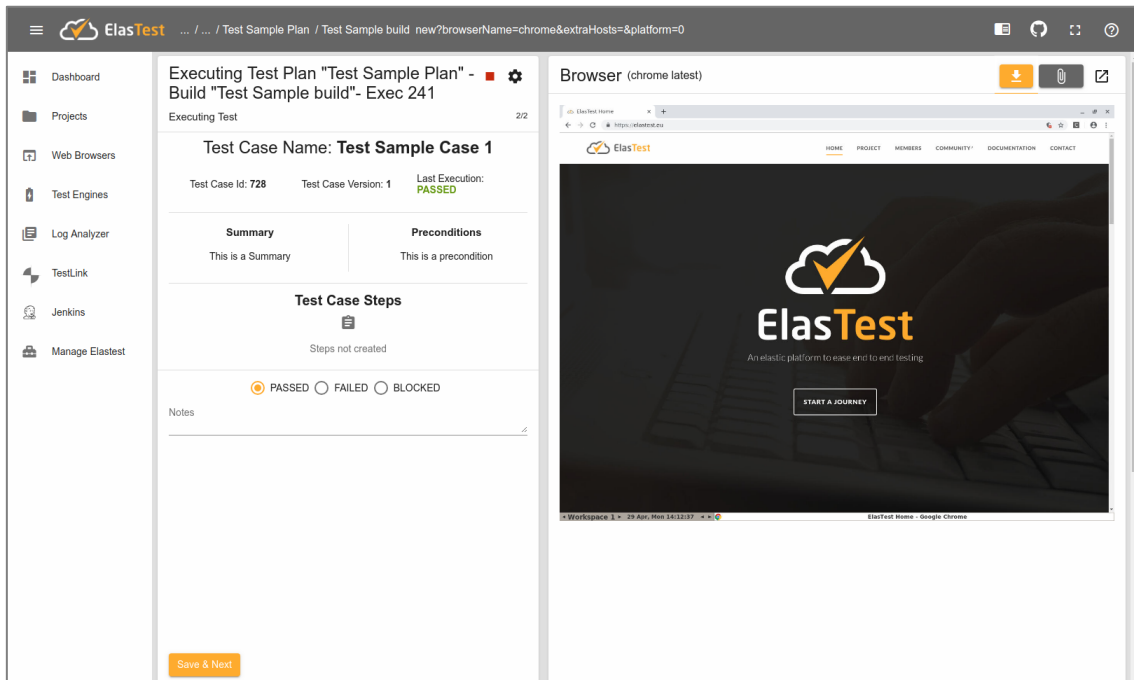 ElasTest
... / ... / Test Sample Plan / Test Sample build new?browserName=chrome&extraHosts=&platform=0
Dashboard
Projects
Web Browsers
Test Engines
Log Analyzer
TestLink
Jenkins
Manage Elastest
Executing Test Plan "Test Sample Plan" -
Build "Test Sample build"- Exec 241
Executing Test 2/2
Test Case Name: Test Sample Case 1
Test Case Id: 728 Test Case Version: 1 Last Execution:
PASSED
Summary Preconditions
This is a Summary This is a precondition
Test Case Steps
Steps not created
PASSED FAILED BLOCKED
Notes
Save & Next
Browser (chrome latest)
ElasTest Home
https://elastest.eu
ElasTest HOME PROJECT MEMBERS COMMUNITY DOCUMENTATION CONTACT
ElasTest
An elastic platform to ease end to end testing
START A JOURNEY
Workspace 1 29 Apr, Mon 14:12:37 ElasTest Home - Google Chrome